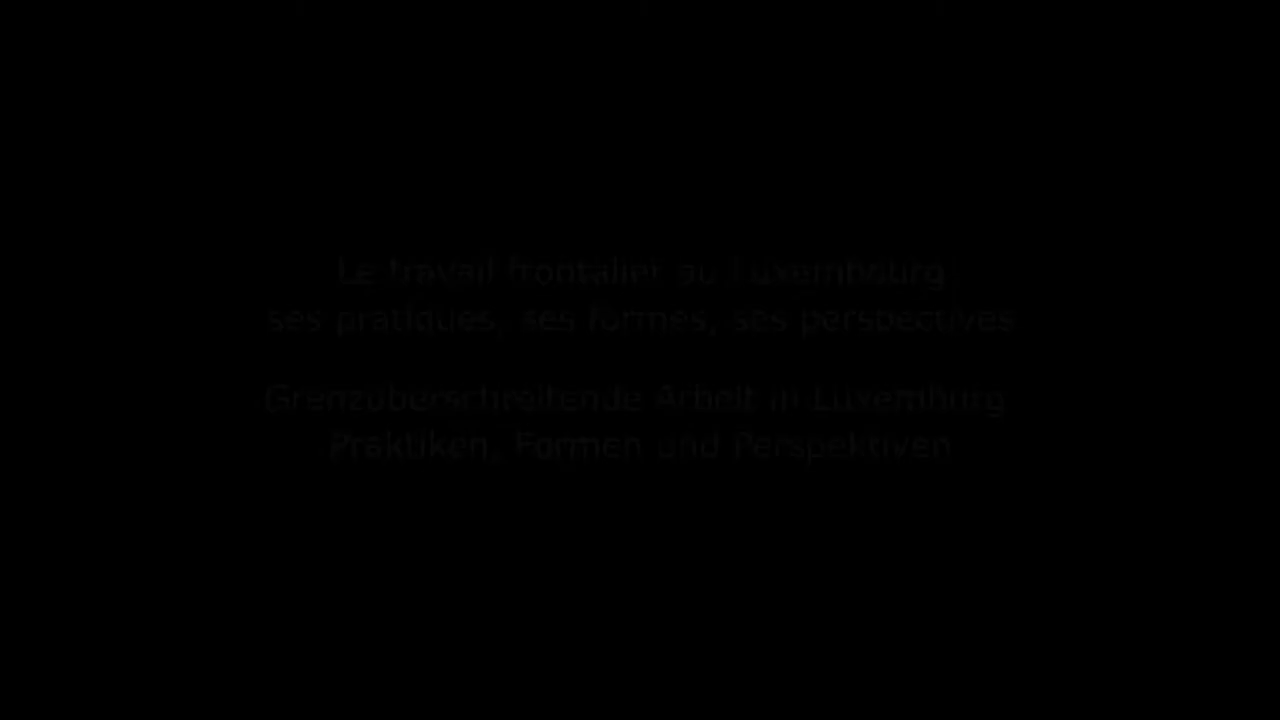 Le travail frontalier au Luxembourg
ses pratiques, ses formes, ses perspectives
Grenzüberschreitende Arbeit in Luxemburg
Praktiken, Formen und Perspektiven